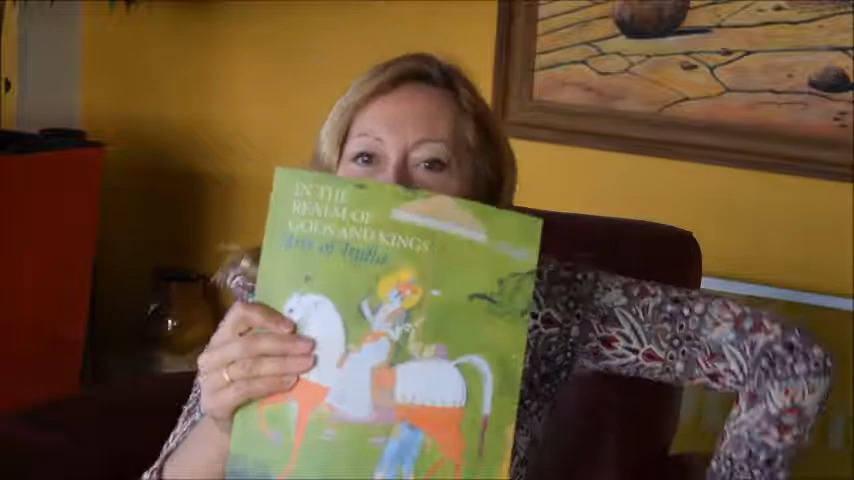 IN THE
REALM OF
GODS AND KINGS
Arts of India